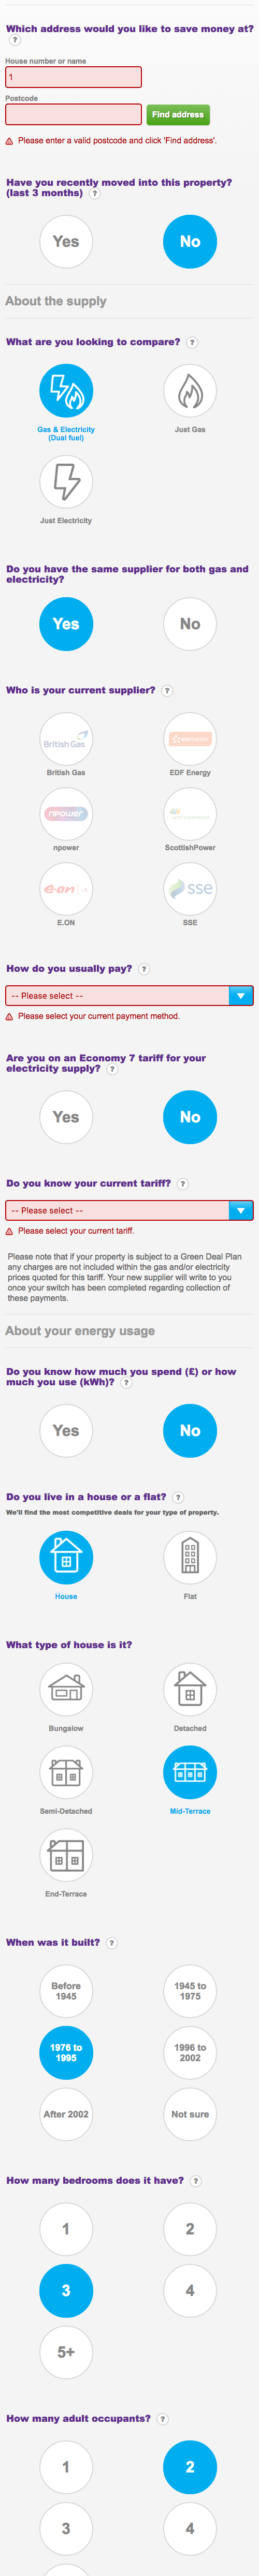 Which address would you like to save money at?
?
House number or name
1
Postcode
Find address
Please enter a valid postcode and click 'Find address'.
Have you recently moved into this property?
(last 3 months) ?
Yes No
About the supply
What are you looking to compare? ?
Gas & Electricity
(Dual fuel)
Just Gas
Just Electricity
Do you have the same supplier for both gas and
electricity?
Yes No
Who is your current supplier? ?
British Gas
British Gas
EDF Energy
npower
npower
ScottishPower
e·on
E.ON
sse
SSE
How do you usually pay? ?
-- Please select --
Please select your current payment method.
Are you on an Economy 7 tariff for your
electricity supply? ?
Yes No
Do you know your current tariff? ?
-- Please select --
Please select your current tariff.
Please note that if your property is subject to a Green Deal Plan
any charges are not included within the gas and/or electricity
prices quoted for this tariff. Your new supplier will write to you
once your switch has been completed regarding collection of
these payments.
About your energy usage
Do you know how much you spend (£) or how
much you use (kWh)? ?
Yes No
Do you live in a house or a flat? ?
We'll find the most competitive deals for your type of property.
House Flat
What type of house is it?
Bungalow Detached
Semi-Detached Mid-Terrace
End-Terrace
When was it built? ?
Before
1945
1945 to
1975
1976 to
1995
1996 to
2002
After 2002 Not sure
How many bedrooms does it have? ?
1 2
3 4
5+
How many adult occupants? ?
1 2
3 4